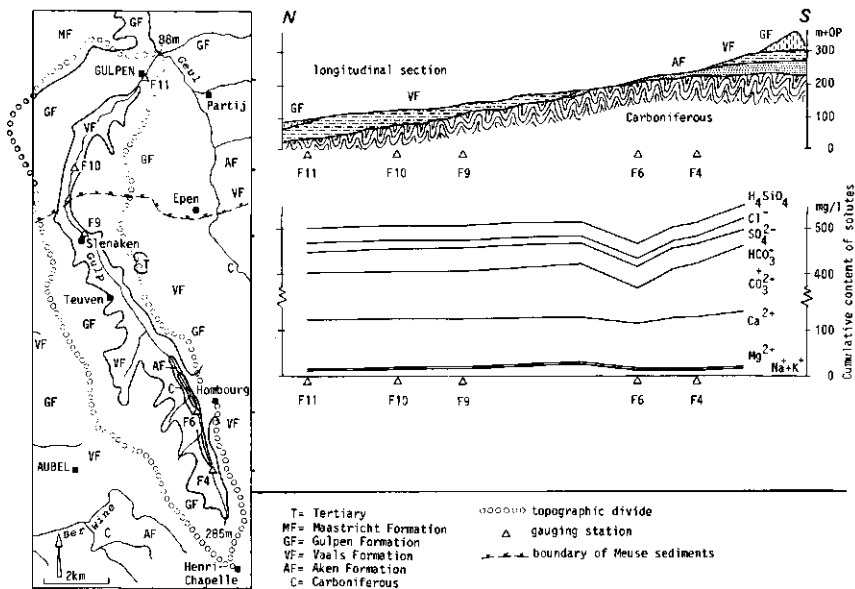 MF
GF
88m
GF
GULPEN
Geul
F11
Partij
GF
VF
GF
AF
F10
VF
Epen
F9
Slenaken
Gulp
T
C
Teuven
VF
GF
VF
VF
AF
C
Hombourg
GF
F6
VF
VF
AUBEL
F4
GF
285m
Ber wine
C
AF
Henri-
Chapelle
2km
N
S
GF
m+OP
VF
300
AF
longitudinal section
200
VF
GF
100
Carboniferous
0
F11 F10 F9 F6 F4
H4SiO4
mg/l
Cl-
500
SO4 2-
HCO3-
400
+
CO3 2-
Ca2+
100
Mg2+
Na+ + K+
0
F11 F10 F9 F6 F4
Cumulative content of solutes
T= Tertiary
MF= Maastricht Formation
GF= Gulpen Formation
VF= Vaals Formation
AF= Aken Formation
C= Carboniferous
topographic divide
gauging station
boundary of Meuse sediments